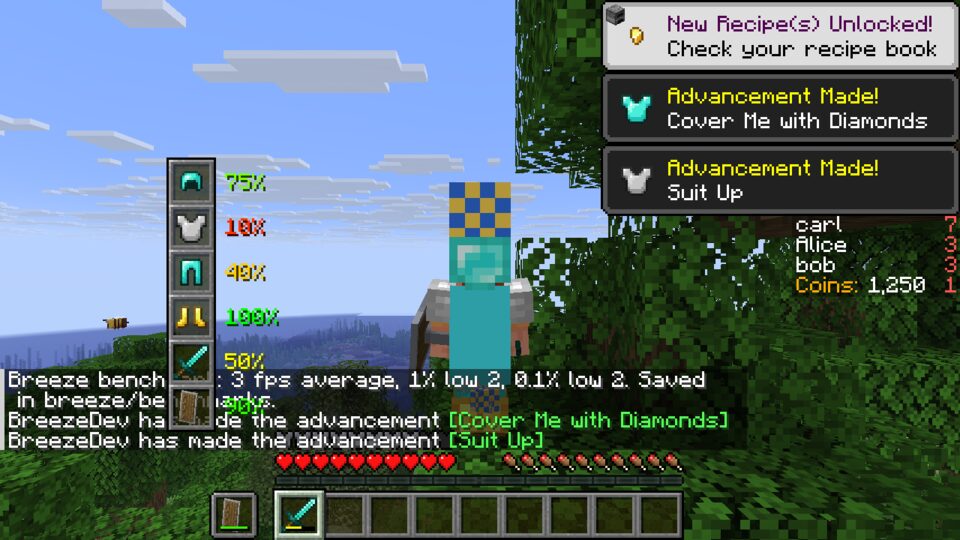 New Recipe(s) Unlocked!
Check your recipe book
Advancement Made!
Cover Me with Diamonds
Advancement Made!
Suit Up
carl 7
Alice 3
bob 3
Coins: 1,250 1
75%
10%
40%
100%
50%
90%
Breeze bench : 3 fps average, 1% low 2, 0.1% low 2. Saved
in breeze/be marks.
BreezeDev ha de the advancement [Cover Me with Diamonds]
BreezeDev has made the advancement [Suit Up]